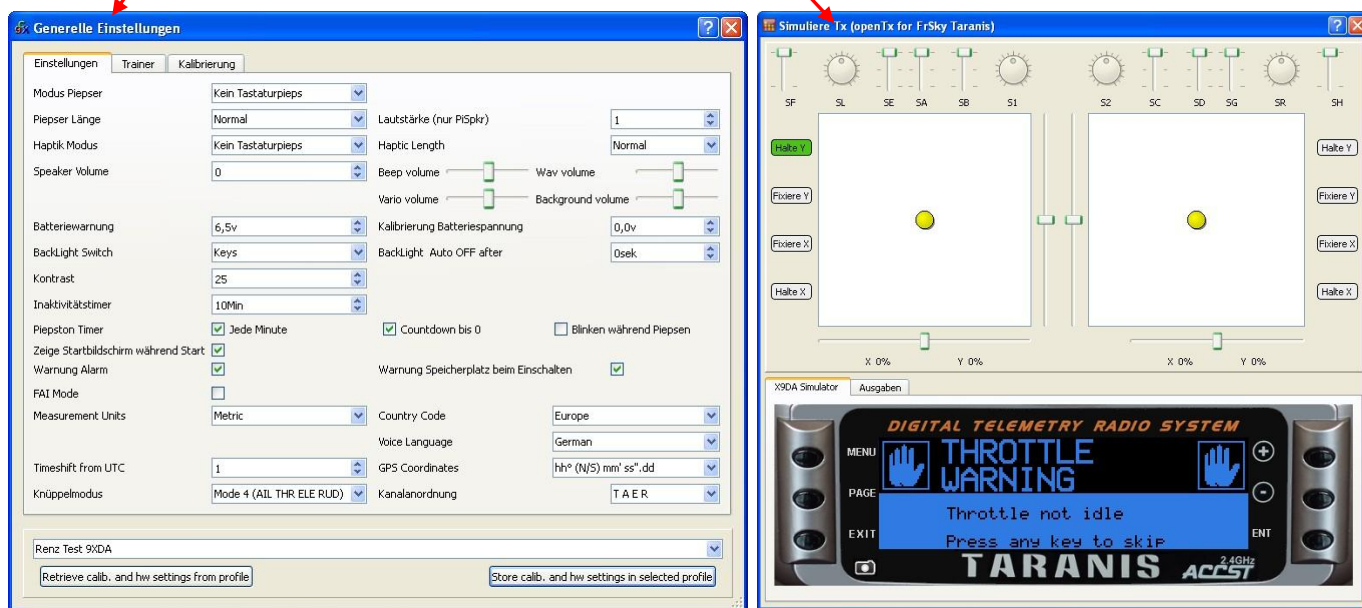 Generelle Einstellungen
Einstellungen Trainer Kalibrierung
Modus Piepser Kein Tastaturpieps
Piepser Länge Normal Lautstärke (nur PiSpkr) 1
Haptik Modus Kein Tastaturpieps Haptic Length Normal
Speaker Volume 0 Beep volume Wav volume
Vario volume Background volume
Batteriewarnung 6,5v Kalibrierung Batteriespannung 0,0v
BackLight Switch Keys BackLight Auto OFF after 0sek
Kontrast 25
Inaktivitätstimer 10Min
Piepston Timer Jede Minute Countdown bis 0 Blinken während Piepsen
Zeige Startbildschirm während Start
Warnung Alarm Warnung Speicherplatz beim Einschalten
FAI Mode
Measurement Units Metric Country Code Europe
Voice Language German
Timeshift from UTC 1 GPS Coordinates hh° (N/S) mm' ss".dd
Knüppelmodus Mode 4 (AIL THR ELE RUD) Kanalanordnung T A E R
Renz Test 9XDA
Retrieve calib. and hw settings from profile Store calib. and hw settings in selected profile
Simuliere Tx (openTx for FrSky Taranis)
SF SL SE SA SB S1 S2 SC SD SG SR SH
Halte Y Halte Y
Fixiere Y Fixiere Y
Fixiere X Fixiere X
Halte X Halte X
X 0% Y 0% X 0% Y 0%
X9DA Simulator Ausgaben
DIGITAL TELEMETRY RADIO SYSTEM
MENU THROTTLE +
WARNING
PAGE -
Throttle not idle
EXIT Press any key to skip ENT
TARANIS ACCST 2.4GHz